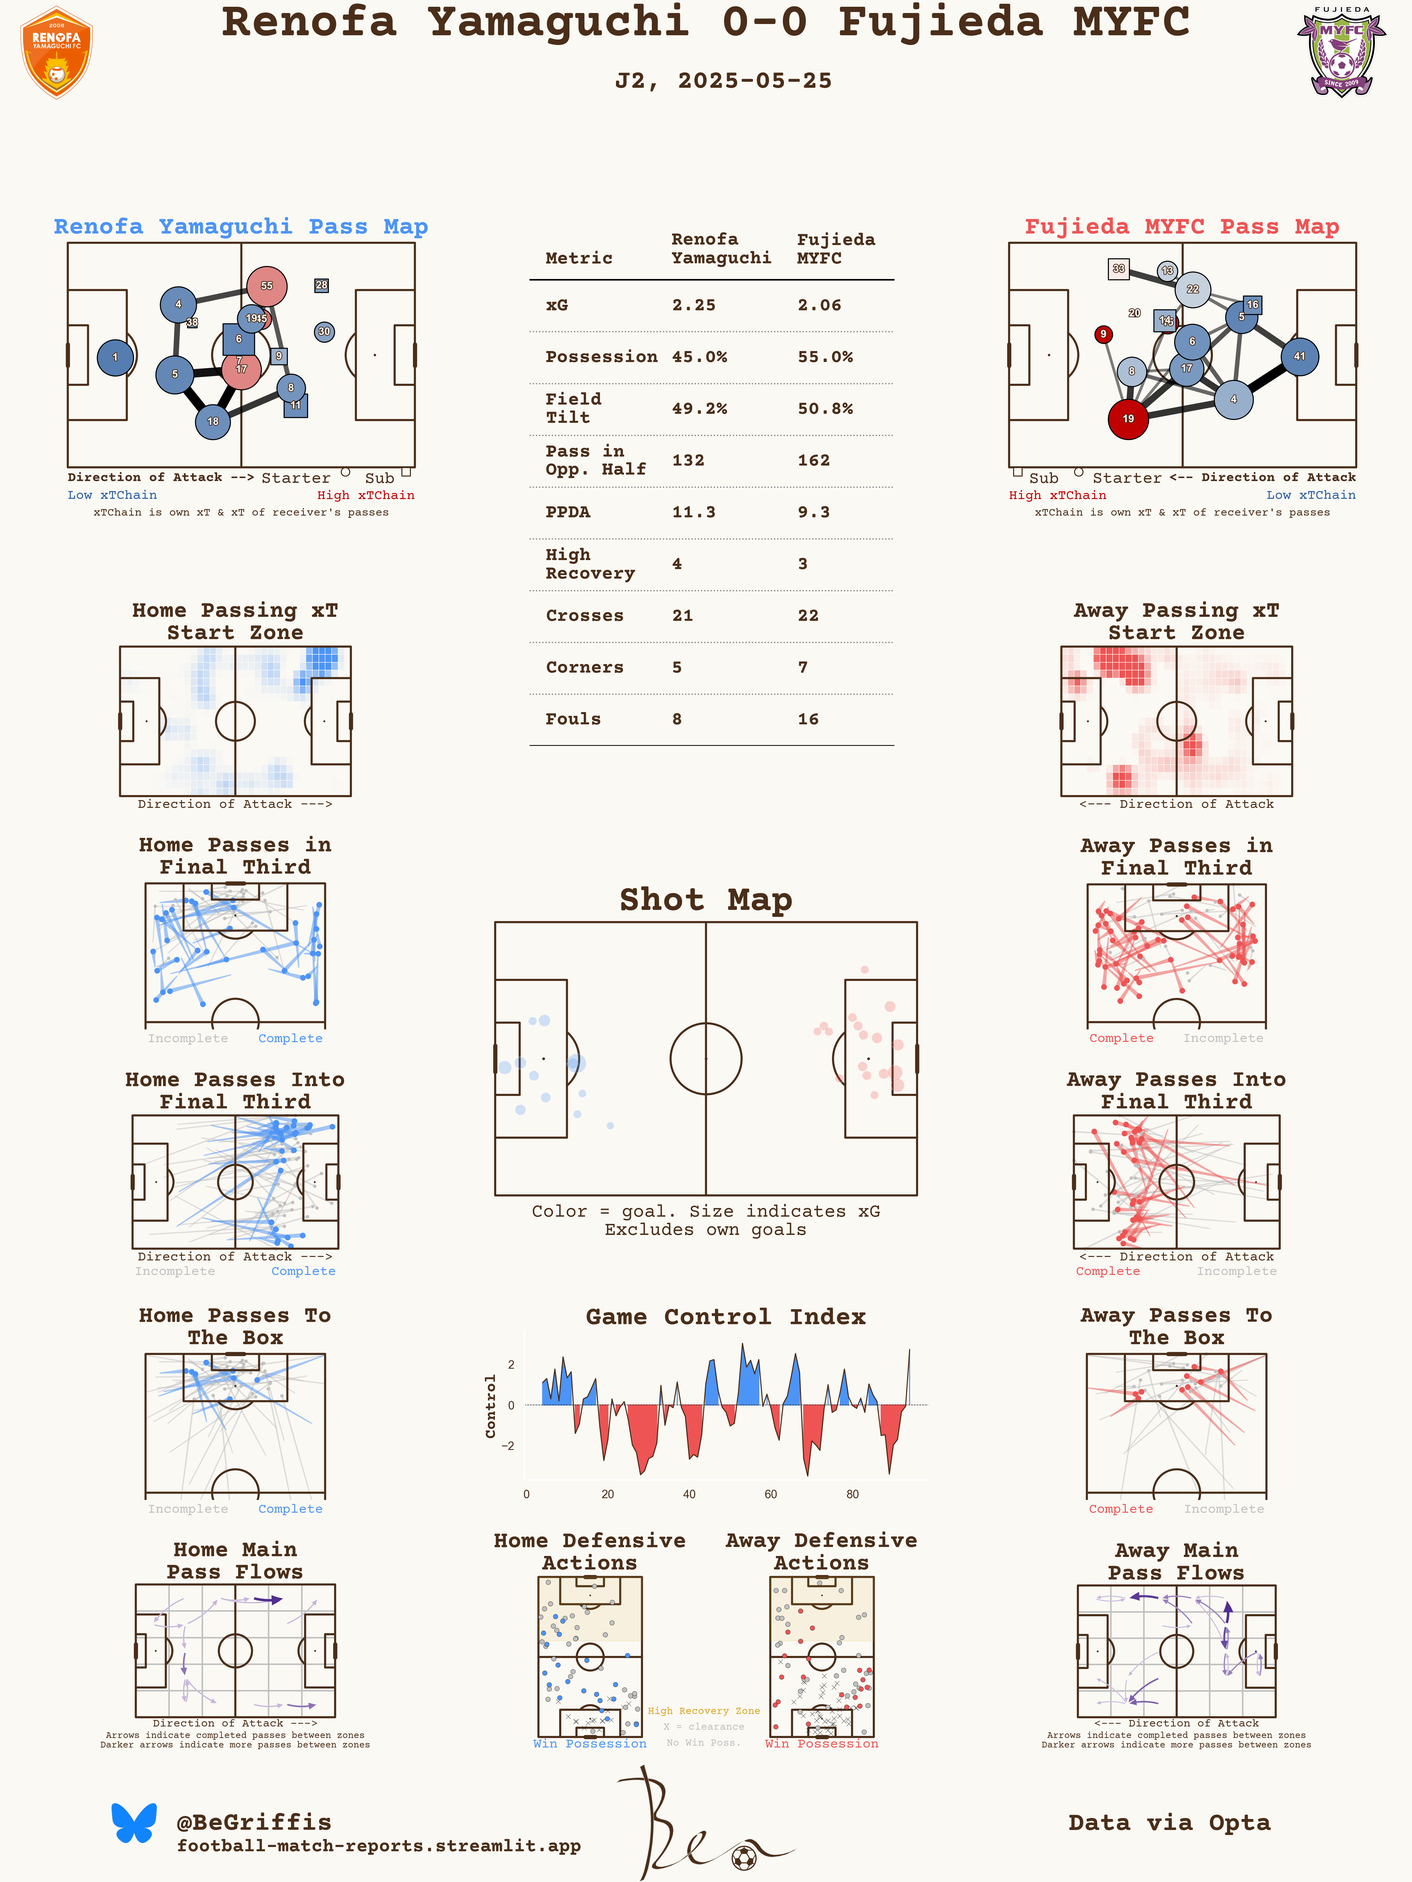 Renofa Yamaguchi 0-0 Fujieda MYFC
J2, 2025-05-25
2006
RENOFA
YAMAGUCHI FC
FUJIEDA
MYFC
SINCE 2009
Renofa Yamaguchi Pass Map
1
4
38
5
18
55
19
45
6
7
17
9
8
11
28
30
Direction of Attack --> Starter Sub
Low xTChain High xTChain
xTChain is own xT & xT of receiver's passes
Metric Renofa Yamaguchi Fujieda MYFC
xG 2.25 2.06
Possession 45.0% 55.0%
Field Tilt 49.2% 50.8%
Pass in Opp. Half 132 162
PPDA 11.3 9.3
High Recovery 4 3
Crosses 21 22
Corners 5 7
Fouls 8 16
Fujieda MYFC Pass Map
33
13
22
20
14
9
6
5
16
8
17
41
4
19
Sub Starter <-- Direction of Attack
High xTChain Low xTChain
xTChain is own xT & xT of receiver's passes
Home Passing xT
Start Zone
Direction of Attack --->
Away Passing xT
Start Zone
<--- Direction of Attack
Home Passes in
Final Third
Incomplete Complete
Away Passes in
Final Third
Complete Incomplete
Shot Map
Color = goal. Size indicates xG
Excludes own goals
Home Passes Into
Final Third
Direction of Attack --->
Incomplete Complete
Away Passes Into
Final Third
<--- Direction of Attack
Complete Incomplete
Home Passes To
The Box
Incomplete Complete
Game Control Index
Control
2
0
−2
0 20 40 60 80
Away Passes To
The Box
Complete Incomplete
Home Main
Pass Flows
Direction of Attack --->
Arrows indicate completed passes between zones
Darker arrows indicate more passes between zones
Home Defensive
Actions
Win Possession
High Recovery Zone
X = clearance
No Win Poss.
Away Defensive
Actions
Win Possession
Away Main
Pass Flows
<--- Direction of Attack
Arrows indicate completed passes between zones
Darker arrows indicate more passes between zones
@BeGriffis
football-match-reports.streamlit.app
Ben
Data via Opta